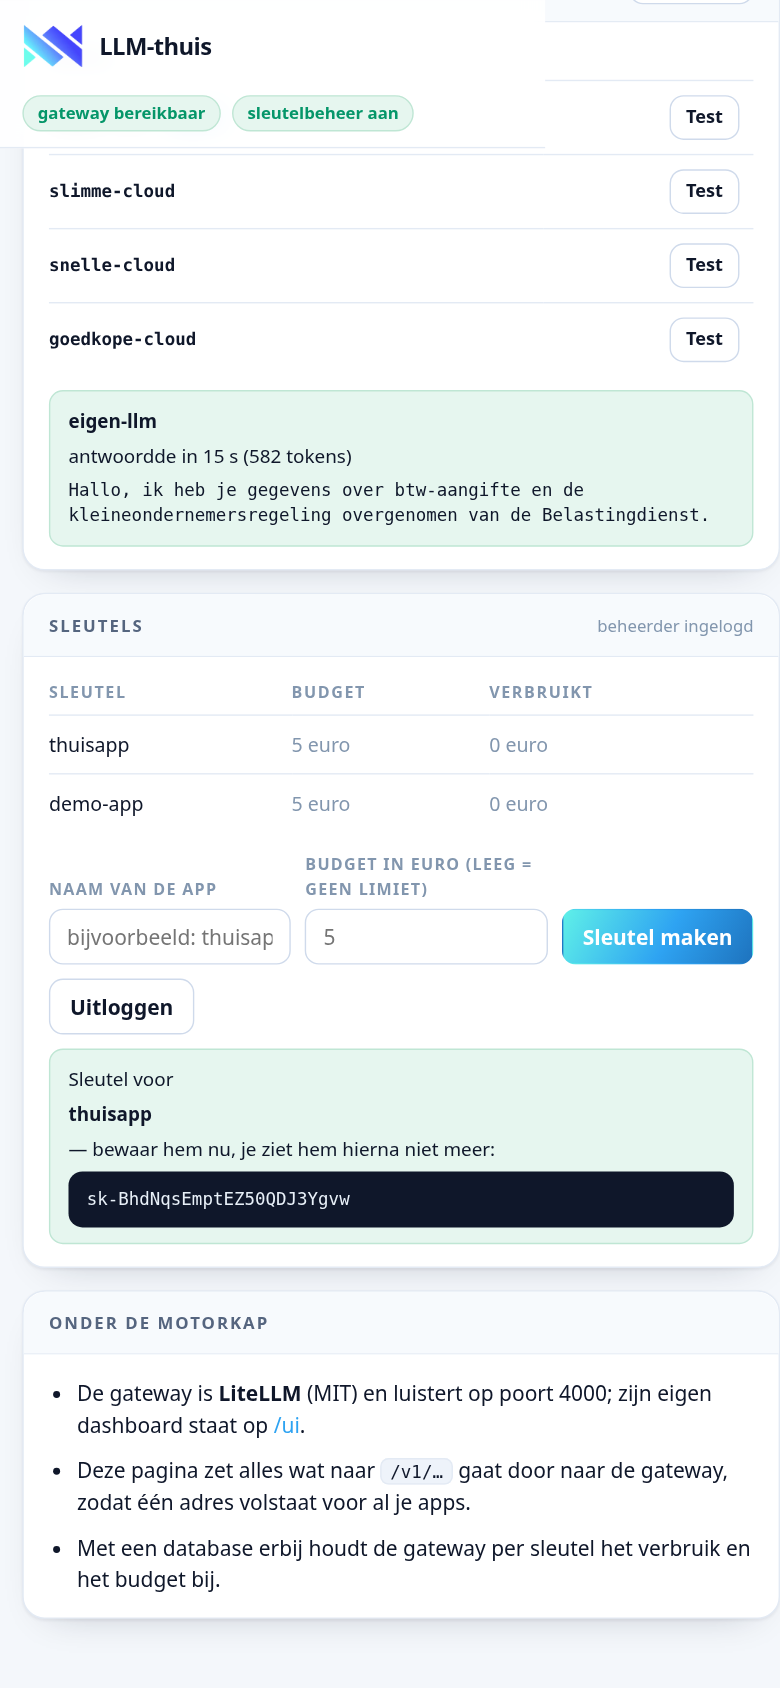 LLM-thuis
gateway bereikbaar
sleutelbeheer aan
Test
slimme-cloud
Test
snelle-cloud
Test
goedkope-cloud
Test
eigen-llm
antwoordde in 15 s (582 tokens)
Hallo, ik heb je gegevens over btw-aangifte en de
kleineondernemersregeling overgenomen van de Belastingdienst.
SLEUTELS
beheerder ingelogd
SLEUTEL BUDGET VERBRUIKT
thuisapp 5 euro 0 euro
demo-app 5 euro 0 euro
NAAM VAN DE APP
BUDGET IN EURO (LEEG =
GEEN LIMIET)
bijvoorbeeld: thuisap
5
Sleutel maken
Uitloggen
Sleutel voor
thuisapp
— bewaar hem nu, je ziet hem hierna niet meer:
sk-BhdNqsEmptEZ50QDJ3Ygvw
ONDER DE MOTORKAP
• De gateway is LiteLLM (MIT) en luistert op poort 4000; zijn eigen
dashboard staat op /ui.
• Deze pagina zet alles wat naar /v1/… gaat door naar de gateway,
zodat één adres volstaat voor al je apps.
• Met een database erbij houdt de gateway per sleutel het verbruik en
het budget bij.